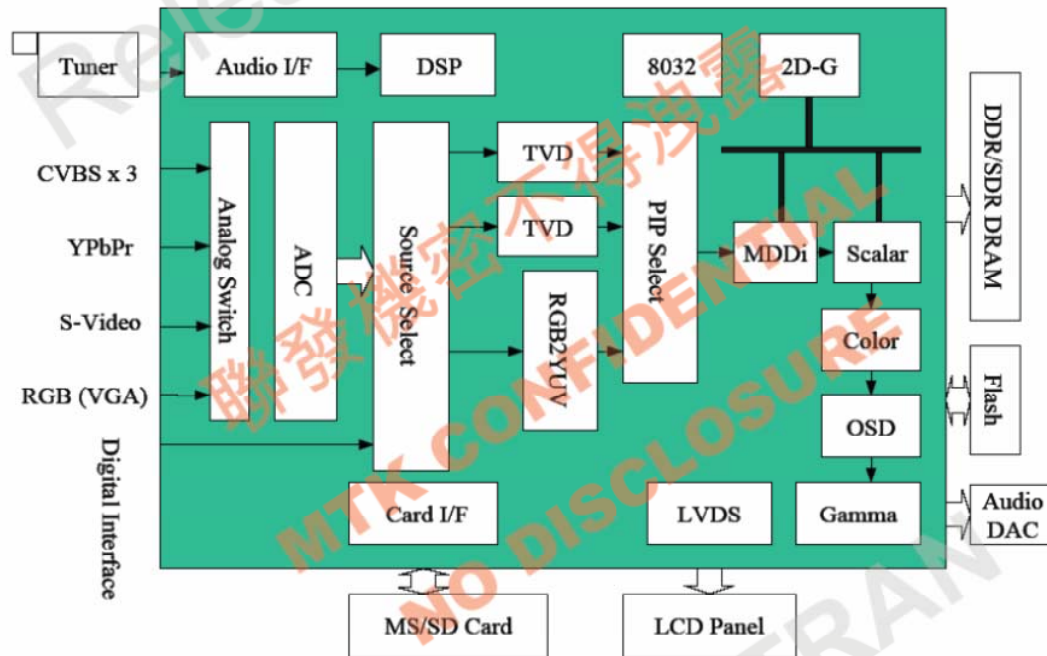 Tuner
Audio I/F
DSP
8032
2D-G
CVBS x 3
YPbPr
S-Video
RGB (VGA)
Digital Interface
Analog Switch
ADC
Source Select
TVD
TVD
RGB2YUV
PIP Select
MDDi
Scalar
Color
OSD
Gamma
Card I/F
LVDS
DDR/SDR DRAM
Flash
Audio
DAC
MS/SD Card
LCD Panel
聯發機密不得洩露
MTK CONFIDENTIAL
NO DISCLOSURE